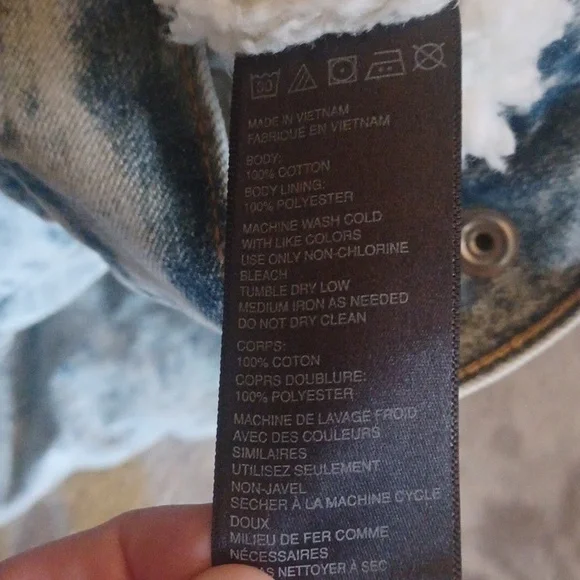 30
MADE IN VIETNAM
FABRIQUÉ EN VIETNAM
BODY:
100% COTTON
BODY LINING:
100% POLYESTER
MACHINE WASH COLD
WITH LIKE COLORS
USE ONLY NON-CHLORINE
BLEACH
TUMBLE DRY LOW
MEDIUM IRON AS NEEDED
DO NOT DRY CLEAN
CORPS:
100% COTON
COPRS DOUBLURE:
100% POLYESTER
MACHINE DE LAVAGE FROID
AVEC DES COULEURS
SIMILAIRES
UTILISEZ SEULEMENT
NON-JAVEL
SECHER À LA MACHINE CYCLE
DOUX
MILIEU DE FER COMME
NÉCESSAIRES
NETTOYER À SEC